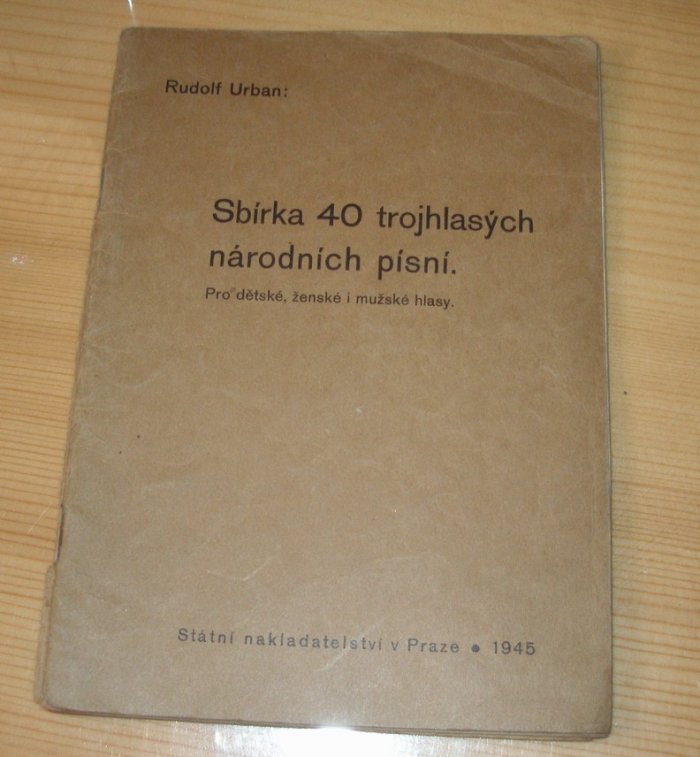 Rudolf Urban:
Sbírka 40 trojhlasých
národních písní.
Pro dětské, ženské i mužské hlasy.
Státní nakladatelství v Praze • 1945